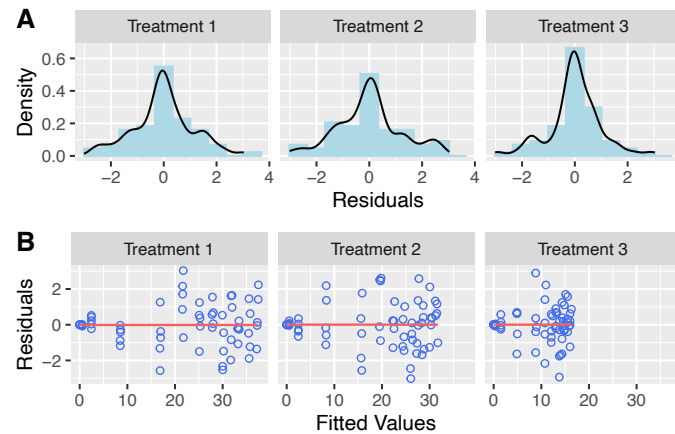 A
Treatment 1 Treatment 2 Treatment 3
Density
0.6
0.4
0.2
0.0
−2 0 2 4 −2 0 2 4 −2 0 2
Residuals
B
Treatment 1 Treatment 2 Treatment 3
Residuals
2
0
−2
0 10 20 30 0 10 20 30 0 10 20 30
Fitted Values